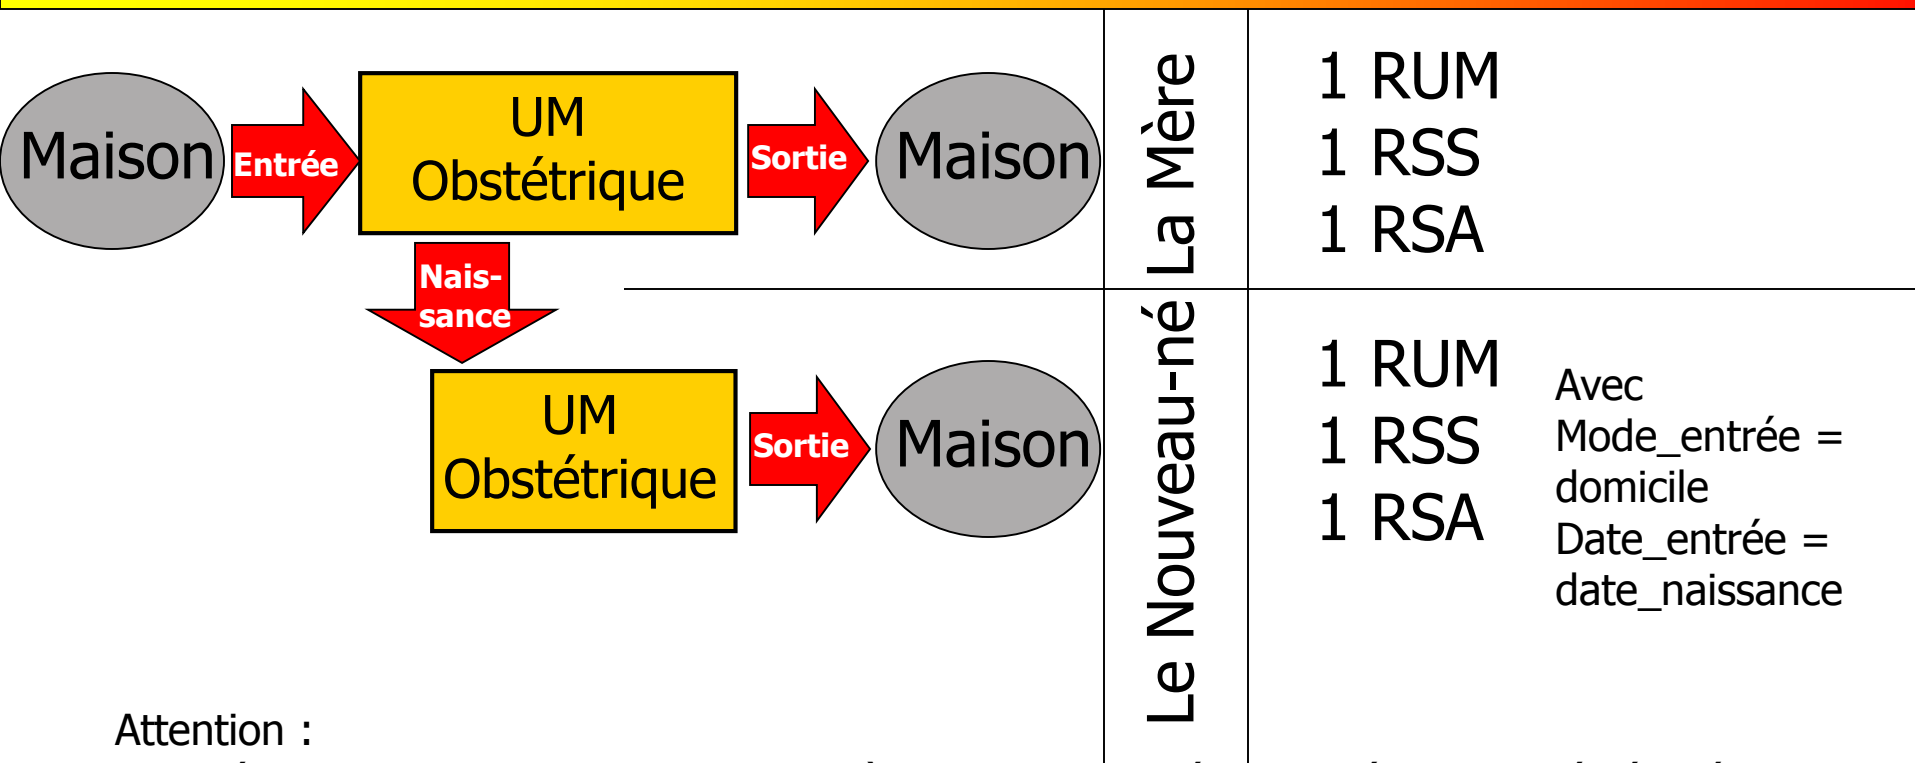 Maison
Entrée
UM
Obstétrique
Sortie
Maison
La Mère
1 RUM
1 RSS
1 RSA
Nais-
sance
UM
Obstétrique
Sortie
Maison
Le Nouveau-né
1 RUM
1 RSS
1 RSA
Avec
Mode_entrée =
domicile
Date_entrée =
date_naissance
Attention :